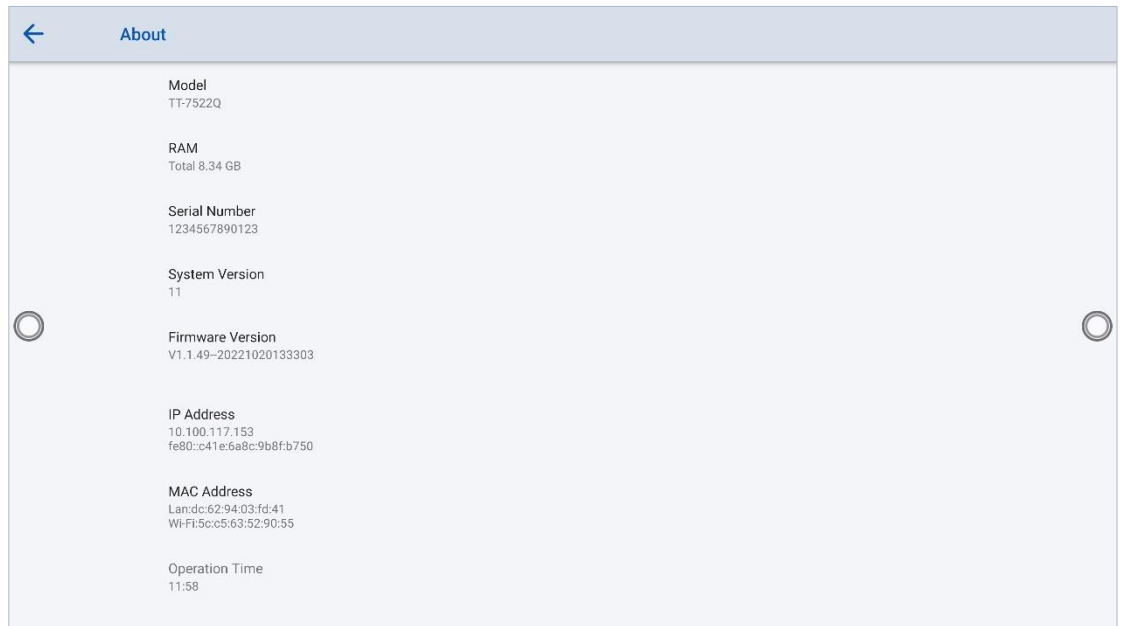 About
Model
TT-7522Q
RAM
Total 8.34 GB
Serial Number
1234567890123
System Version
11
Firmware Version
V1.1.49--20221020133303
IP Address
10.100.117.153
fe80::c41e:6a8c:9b8f:b750
MAC Address
Lan:dc:62:94:03:fd:41
Wi-Fi:5c:c5:63:52:90:55
Operation Time
11:58